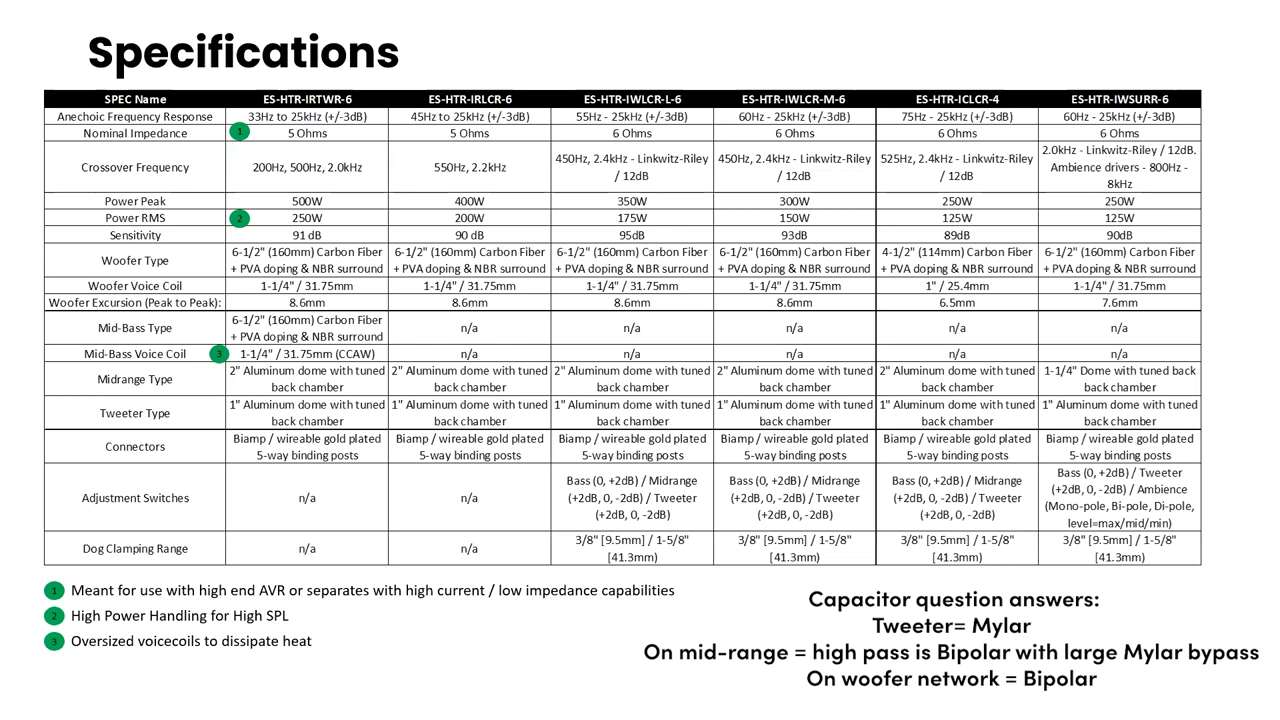 Specifications
SPEC Name ES-HTR-IRTWR-6 ES-HTR-IRLCR-6 ES-HTR-IWLCR-L-6 ES-HTR-IWLCR-M-6 ES-HTR-ICLCR-4 ES-HTR-IWSURR-6
Anechoic Frequency Response 33Hz to 25kHz (+/-3dB) 45Hz to 25kHz (+/-3dB) 55Hz - 25kHz (+/-3dB) 60Hz - 25kHz (+/-3dB) 75Hz - 25kHz (+/-3dB) 60Hz - 25kHz (+/-3dB)
Nominal Impedance 1 5 Ohms 5 Ohms 6 Ohms 6 Ohms 6 Ohms 6 Ohms
Crossover Frequency 200Hz, 500Hz, 2.0kHz 550Hz, 2.2kHz 450Hz, 2.4kHz - Linkwitz-Riley / 12dB 450Hz, 2.4kHz - Linkwitz-Riley / 12dB 525Hz, 2.4kHz - Linkwitz-Riley / 12dB 2.0kHz - Linkwitz-Riley / 12dB. Ambience drivers - 800Hz - 8kHz
Power Peak 500W 400W 350W 300W 250W 250W
Power RMS 2 250W 200W 175W 150W 125W 125W
Sensitivity 91 dB 90 dB 95dB 93dB 89dB 90dB
Woofer Type 6-1/2" (160mm) Carbon Fiber + PVA doping & NBR surround 6-1/2" (160mm) Carbon Fiber + PVA doping & NBR surround 6-1/2" (160mm) Carbon Fiber + PVA doping & NBR surround 6-1/2" (160mm) Carbon Fiber + PVA doping & NBR surround 4-1/2" (114mm) Carbon Fiber + PVA doping & NBR surround 6-1/2" (160mm) Carbon Fiber + PVA doping & NBR surround
Woofer Voice Coil 1-1/4" / 31.75mm 1-1/4" / 31.75mm 1-1/4" / 31.75mm 1-1/4" / 31.75mm 1" / 25.4mm 1-1/4" / 31.75mm
Woofer Excursion (Peak to Peak): 8.6mm 8.6mm 8.6mm 8.6mm 6.5mm 7.6mm
Mid-Bass Type 6-1/2" (160mm) Carbon Fiber + PVA doping & NBR surround n/a n/a n/a n/a n/a
Mid-Bass Voice Coil 3 1-1/4" / 31.75mm (CCAW) n/a n/a n/a n/a n/a
Midrange Type 2" Aluminum dome with tuned back chamber 2" Aluminum dome with tuned back chamber 2" Aluminum dome with tuned back chamber 2" Aluminum dome with tuned back chamber 2" Aluminum dome with tuned back chamber 1-1/4" Dome with tuned back back chamber
Tweeter Type 1" Aluminum dome with tuned back chamber 1" Aluminum dome with tuned back chamber 1" Aluminum dome with tuned back chamber 1" Aluminum dome with tuned back chamber 1" Aluminum dome with tuned back chamber 1" Aluminum dome with tuned back chamber
Connectors Biamp / wireable gold plated 5-way binding posts Biamp / wireable gold plated 5-way binding posts Biamp / wireable gold plated 5-way binding posts Biamp / wireable gold plated 5-way binding posts Biamp / wireable gold plated 5-way binding posts Biamp / wireable gold plated 5-way binding posts
Adjustment Switches n/a n/a Bass (0, +2dB) / Midrange (+2dB, 0, -2dB) / Tweeter (+2dB, 0, -2dB) Bass (0, +2dB) / Midrange (+2dB, 0, -2dB) / Tweeter (+2dB, 0, -2dB) Bass (0, +2dB) / Midrange (+2dB, 0, -2dB) / Tweeter (+2dB, 0, -2dB) Bass (0, +2dB) / Tweeter (+2dB, 0, -2dB) / Ambience (Mono-pole, Bi-pole, Di-pole, level=max/mid/min)
Dog Clamping Range n/a n/a 3/8" [9.5mm] / 1-5/8" [41.3mm) 3/8" [9.5mm] / 1-5/8" [41.3mm) 3/8" [9.5mm] / 1-5/8" [41.3mm) 3/8" [9.5mm] / 1-5/8" [41.3mm)
1 Meant for use with high end AVR or separates with high current / low impedance capabilities
2 High Power Handling for High SPL
3 Oversized voicecoils to dissipate heat
Capacitor question answers:
Tweeter= Mylar
On mid-range = high pass is Bipolar with large Mylar bypass
On woofer network = Bipolar